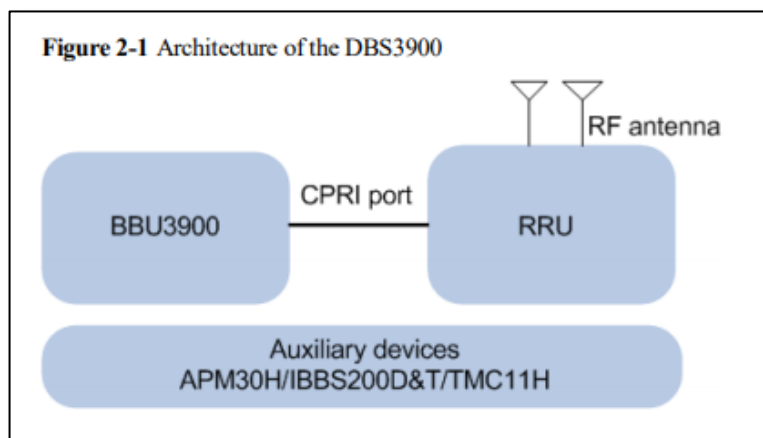 Figure 2-1 Architecture of the DBS3900
RF antenna
CPRI port
BBU3900
RRU
Auxiliary devices
APM30H/IBBS200D&T/TMC11H